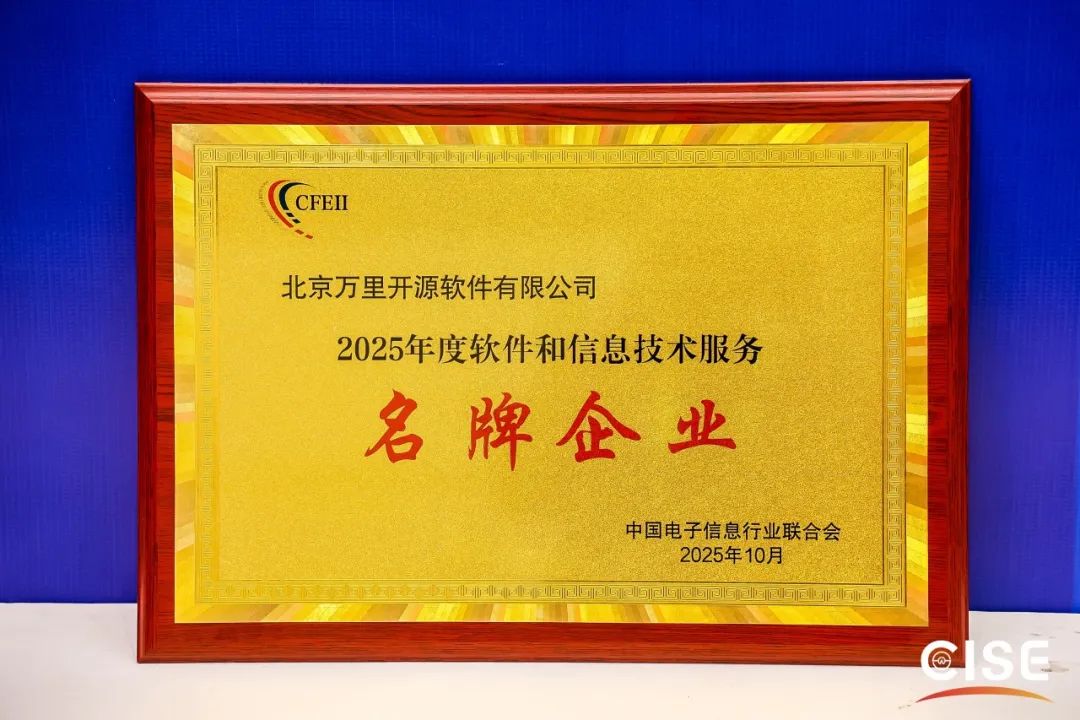 CFEII
北京万里开源软件有限公司
2025年度软件和信息技术服务
名牌企业
中国电子信息行业联合会
2025年10月
CISE